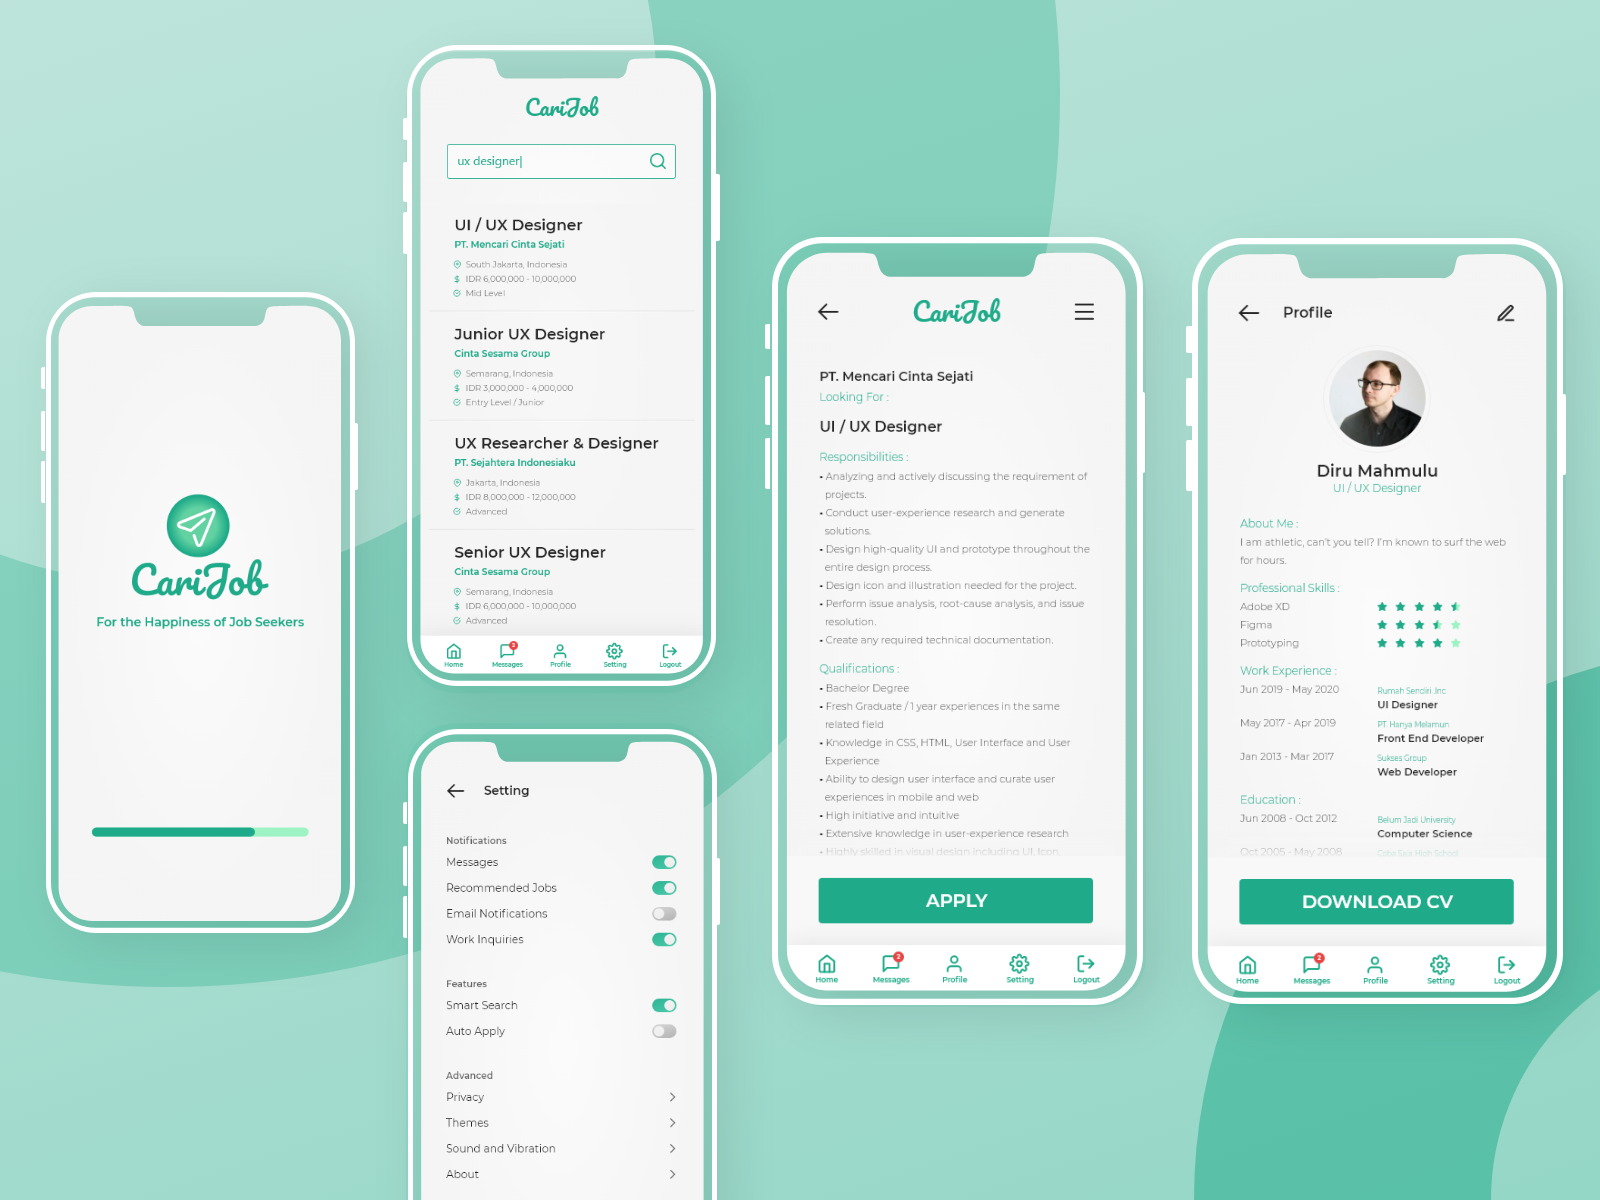 CariJob
For the Happiness of Job Seekers
CariJob
ux designer
UI / UX Designer
PT. Mencari Cinta Sejati
South Jakarta, Indonesia
$ IDR 6,000,000 - 10,000,000
Mid Level
Junior UX Designer
Cinta Sesama Group
Semarang, Indonesia
$ IDR 3,000,000 - 4,000,000
Entry Level / Junior
UX Researcher & Designer
PT. Sejahtera Indonesiaku
Jakarta, Indonesia
$ IDR 8,000,000 - 12,000,000
Advanced
Senior UX Designer
Cinta Sesama Group
Semarang, Indonesia
$ IDR 6,000,000 - 10,000,000
Advanced
Home Messages Profile Setting Logout
Setting
Notifications
Messages
Recommended Jobs
Email Notifications
Work Inquiries
Features
Smart Search
Auto Apply
Advanced
Privacy
Themes
Sound and Vibration
About
CariJob
PT. Mencari Cinta Sejati
Looking For :
UI / UX Designer
Responsibilities :
• Analyzing and actively discussing the requirement of
projects.
• Conduct user-experience research and generate
solutions.
• Design high-quality UI and prototype throughout the
entire design process.
• Design icon and illustration needed for the project.
• Perform issue analysis, root-cause analysis, and issue
resolution.
• Create any required technical documentation.
Qualifications :
• Bachelor Degree
• Fresh Graduate / 1 year experiences in the same
related field
• Knowledge in CSS, HTML, User Interface and User
Experience
• Ability to design user interface and curate user
experiences in mobile and web
• High initiative and intuitive
• Extensive knowledge in user-experience research
• Highly skilled in visual design including UI, Icon,
APPLY
2
Home Messages Profile Setting Logout
Profile
Diru Mahmulu
UI / UX Designer
About Me :
I am athletic, can't you tell? I'm known to surf the web
for hours.
Professional Skills :
Adobe XD
Figma
Prototyping
Work Experience :
Jun 2019 - May 2020 Rumah Sendiri .Inc
UI Designer
May 2017 - Apr 2019 PT. Hanya Melamun
Front End Developer
Jan 2013 - Mar 2017 Sukses Group
Web Developer
Education :
Jun 2008 - Oct 2012 Belum Jadi University
Computer Science
Oct 2005 - May 2008 Coba Saja High School
DOWNLOAD CV
2
Home Messages Profile Setting Logout